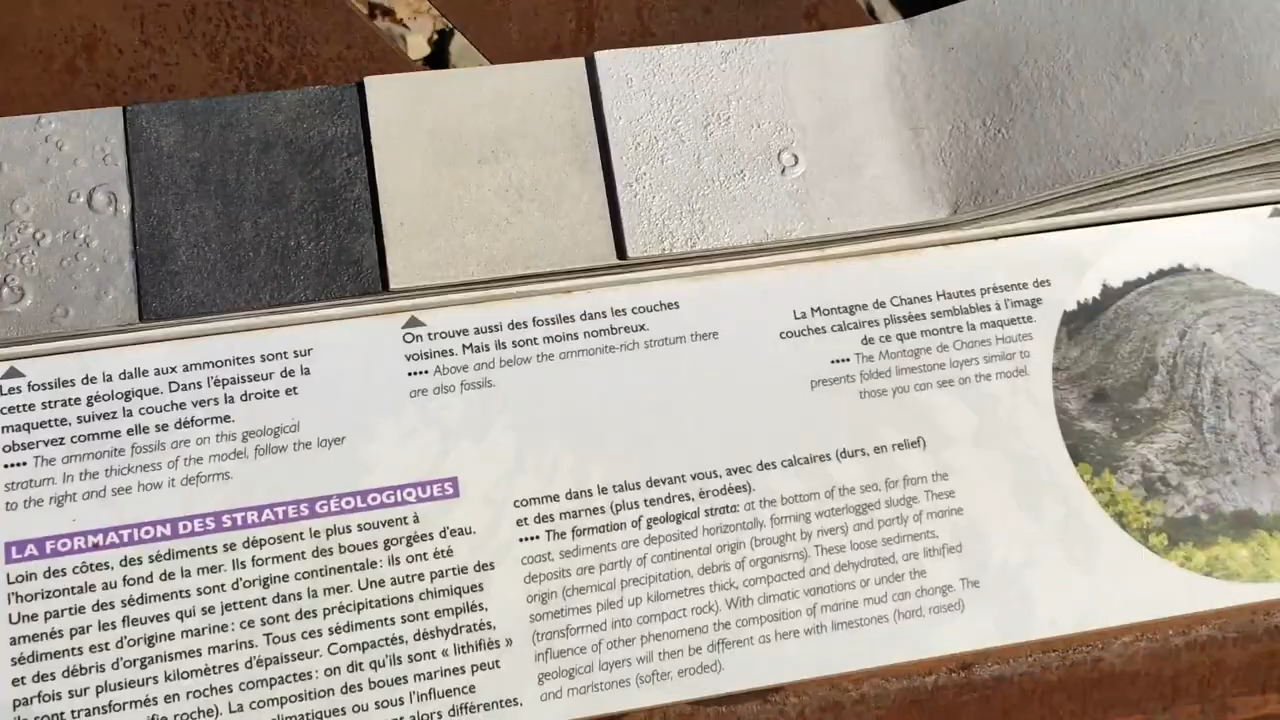 Les fossiles de la dalle aux ammonites sont sur
cette strate géologique. Dans l'épaisseur de la
maquette, suivez la couche vers la droite et
observez comme elle se déforme.
•••• The ammonite fossils are on this geological
stratum. In the thickness of the model, follow the layer
to the right and see how it deforms.
On trouve aussi des fossiles dans les couches
voisines. Mais ils sont moins nombreux.
•••• Above and below the ammonite-rich stratum there
are also fossils.
La Montagne de Chanes Hautes présente des
couches calcaires plissées semblables à l'image
de ce que montre la maquette.
•••• The Montagne de Chanes Hautes
presents folded limestone layers similar to
those you can see on the model.
LA FORMATION DES STRATES GÉOLOGIQUES
Loin des côtes, des sédiments se déposent le plus souvent à
l'horizontale au fond de la mer. Ils forment des boues gorgées d'eau.
Une partie des sédiments sont d'origine continentale : ils ont été
amenés par les fleuves qui se jettent dans la mer. Une autre partie des
sédiments est d'origine marine : ce sont des précipitations chimiques
et des débris d'organismes marins. Tous ces sédiments sont empilés,
parfois sur plusieurs kilomètres d'épaisseur. Compactés, déshydratés,
ils sont transformés en roches compactes : on dit qu'ils sont « lithifiés »
roche). La composition des boues marines peut
climatiques ou sous l'influence
alors différentes,
comme dans le talus devant vous, avec des calcaires (durs, en relief)
et des marnes (plus tendres, érodées).
•••• The formation of geological strata: at the bottom of the sea, far from the
coast, sediments are deposited horizontally, forming waterlogged sludge. These
deposits are partly of continental origin (brought by rivers) and partly of marine
origin (chemical precipitation, debris of organisms). These loose sediments,
sometimes piled up kilometres thick, compacted and dehydrated, are lithified
(transformed into compact rock). With climatic variations or under the
influence of other phenomena the composition of marine mud can change. The
geological layers will then be different as here with limestones (hard, raised)
and marlstones (softer, eroded).